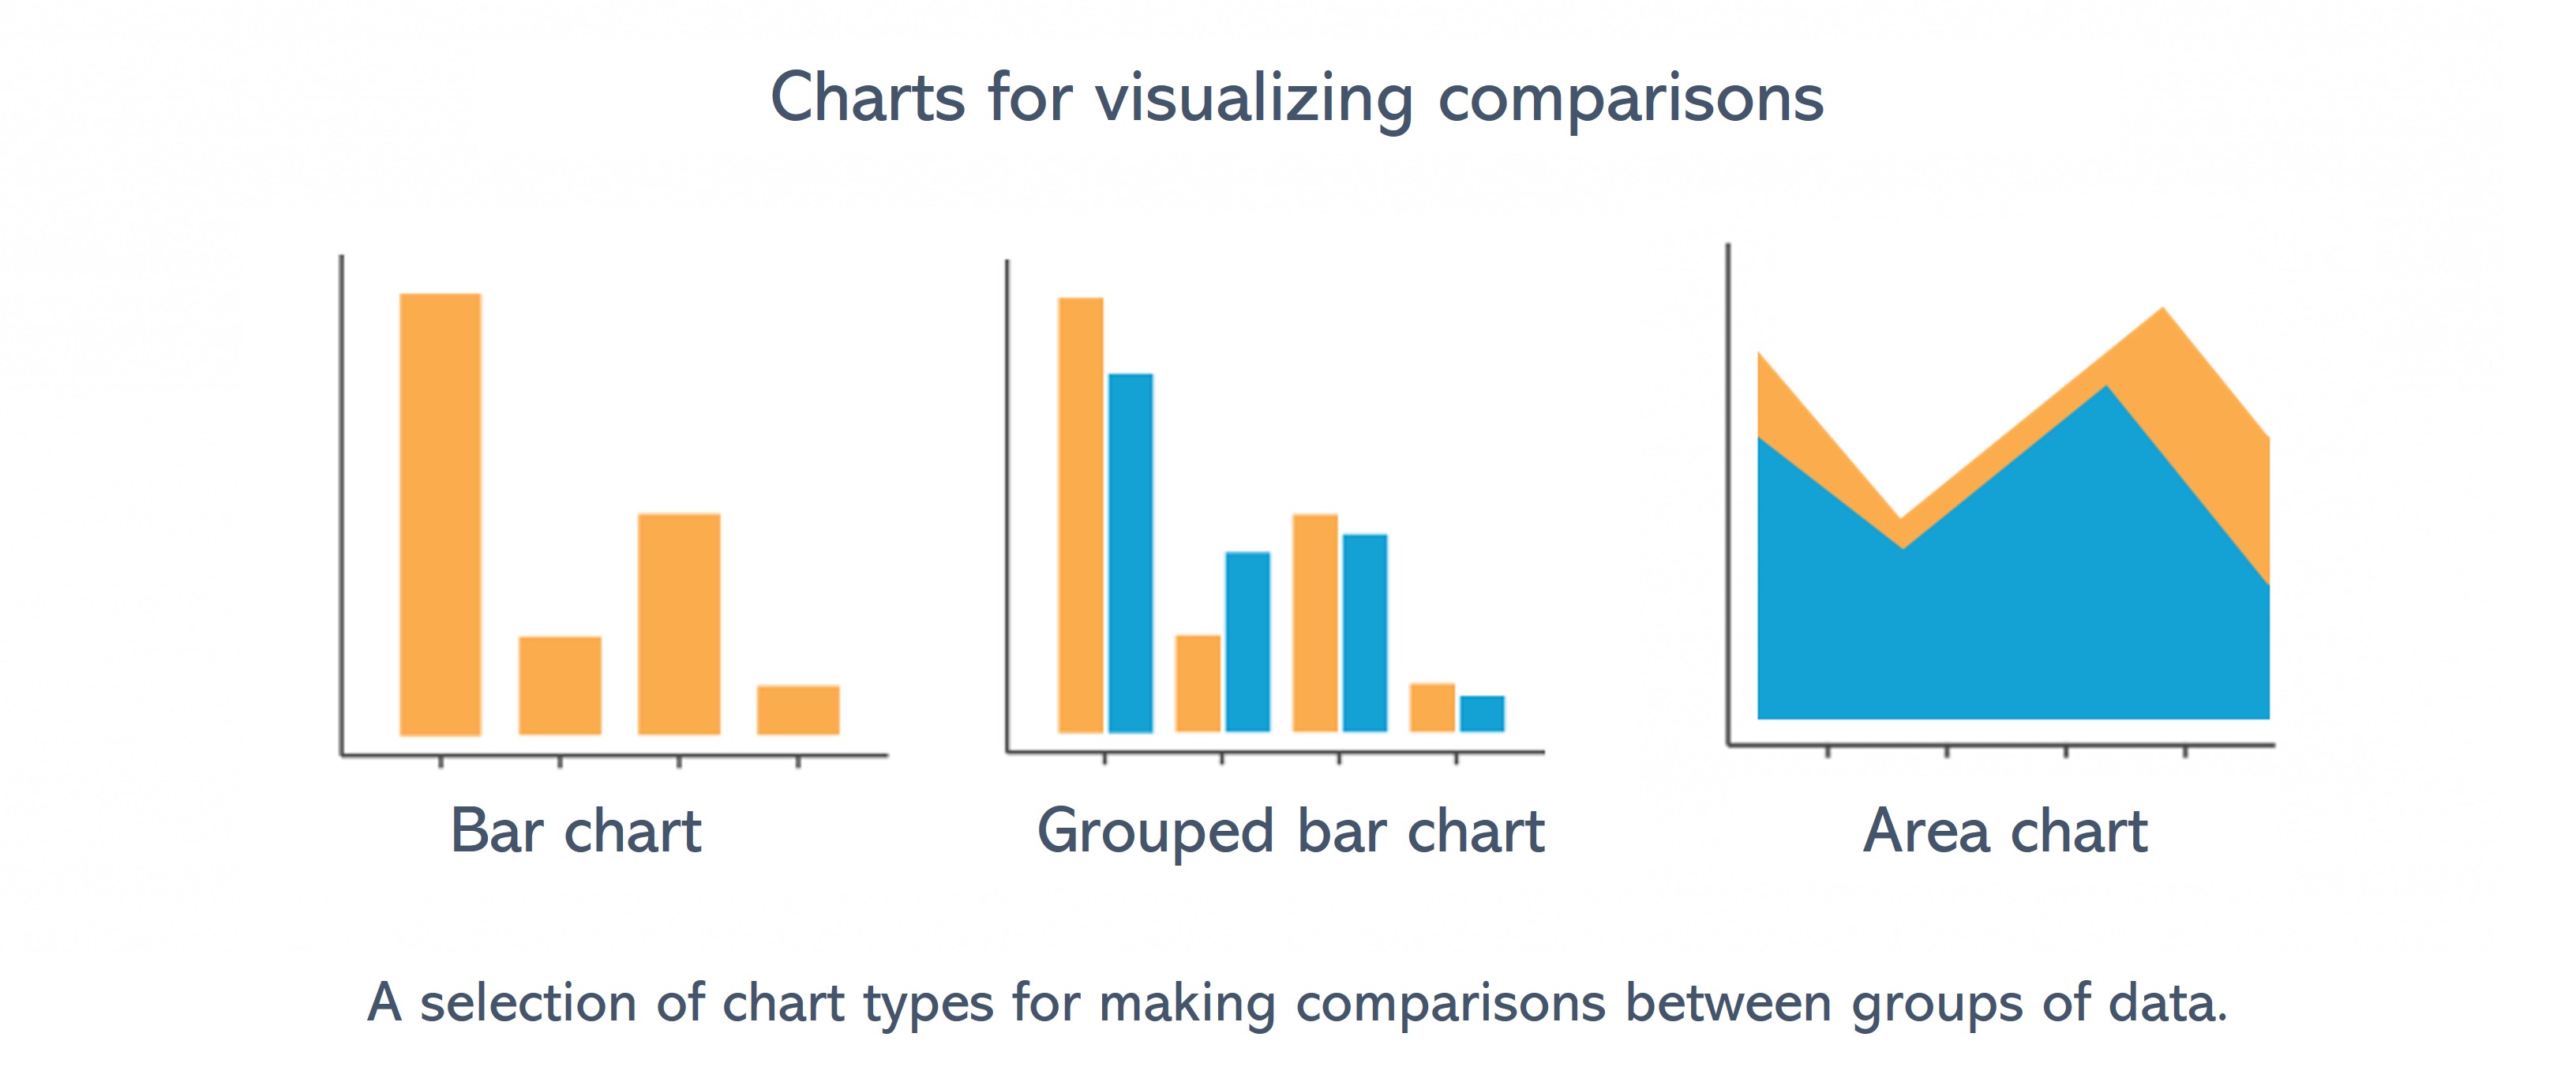 Charts for visualizing comparisons
Bar chart
Grouped bar chart
Area chart
A selection of chart types for making comparisons between groups of data.